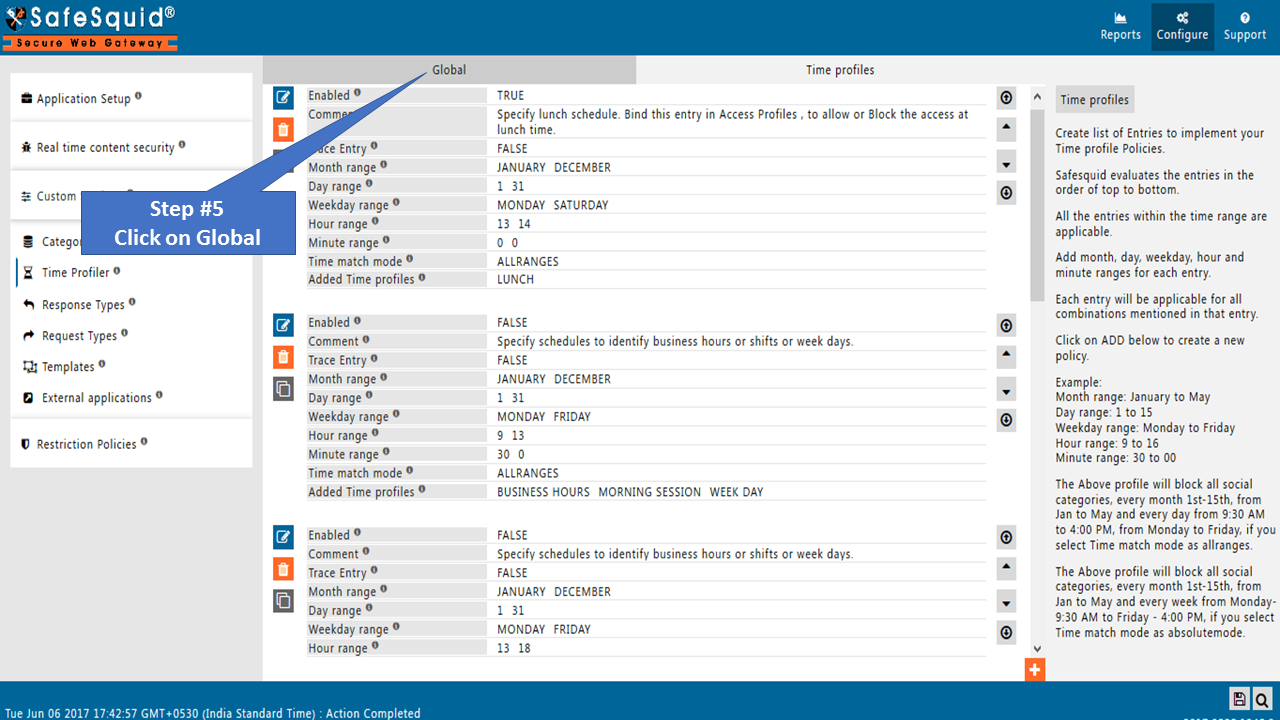 SafeSquid®
Secure Web Gateway
Reports
Configure
Support
Application Setup
Real time content security
Custom
Time Profiler
Response Types
Request Types
Templates
External applications
Restriction Policies
Step #5
Click on Global
Global
Time profiles
Enabled TRUE
Specify lunch schedule. Bind this entry in Access Profiles , to allow or Block the access at
lunch time.
Entry FALSE
Month range JANUARY DECEMBER
Day range 1 31
Weekday range MONDAY SATURDAY
Hour range 13 14
Minute range 0 0
Time match mode ALLRANGES
Added Time profiles LUNCH
Enabled FALSE
Comment Specify schedules to identify business hours or shifts or week days.
Trace Entry FALSE
Month range JANUARY DECEMBER
Day range 1 31
Weekday range MONDAY FRIDAY
Hour range 9 13
Minute range 30 0
Time match mode ALLRANGES
Added Time profiles BUSINESS HOURS MORNING SESSION WEEK DAY
Enabled FALSE
Comment Specify schedules to identify business hours or shifts or week days.
Trace Entry FALSE
Month range JANUARY DECEMBER
Day range 1 31
Weekday range MONDAY FRIDAY
Hour range 13 18
Time profiles
Create list of Entries to implement your
Time profile Policies.
Safesquid evaluates the entries in the
order of top to bottom.
All the entries within the time range are
applicable.
Add month, day, weekday, hour and
minute ranges for each entry.
Each entry will be applicable for all
combinations mentioned in that entry.
Click on ADD below to create a new
policy.
Example:
Month range: January to May
Day range: 1 to 15
Weekday range: Monday to Friday
Hour range: 9 to 16
Minute range: 30 to 00
The Above profile will block all social
categories, every month 1st-15th, from
Jan to May and every day from 9:30 AM
to 4:00 PM, from Monday to Friday, if you
select Time match mode as allranges.
The Above profile will block all social
categories, every month 1st-15th, from
Jan to May and every week from Monday-
9:30 AM to Friday - 4:00 PM, if you select
Time match mode as absolutemode.
Tue Jun 06 2017 17:42:57 GMT+0530 (India Standard Time) : Action Completed